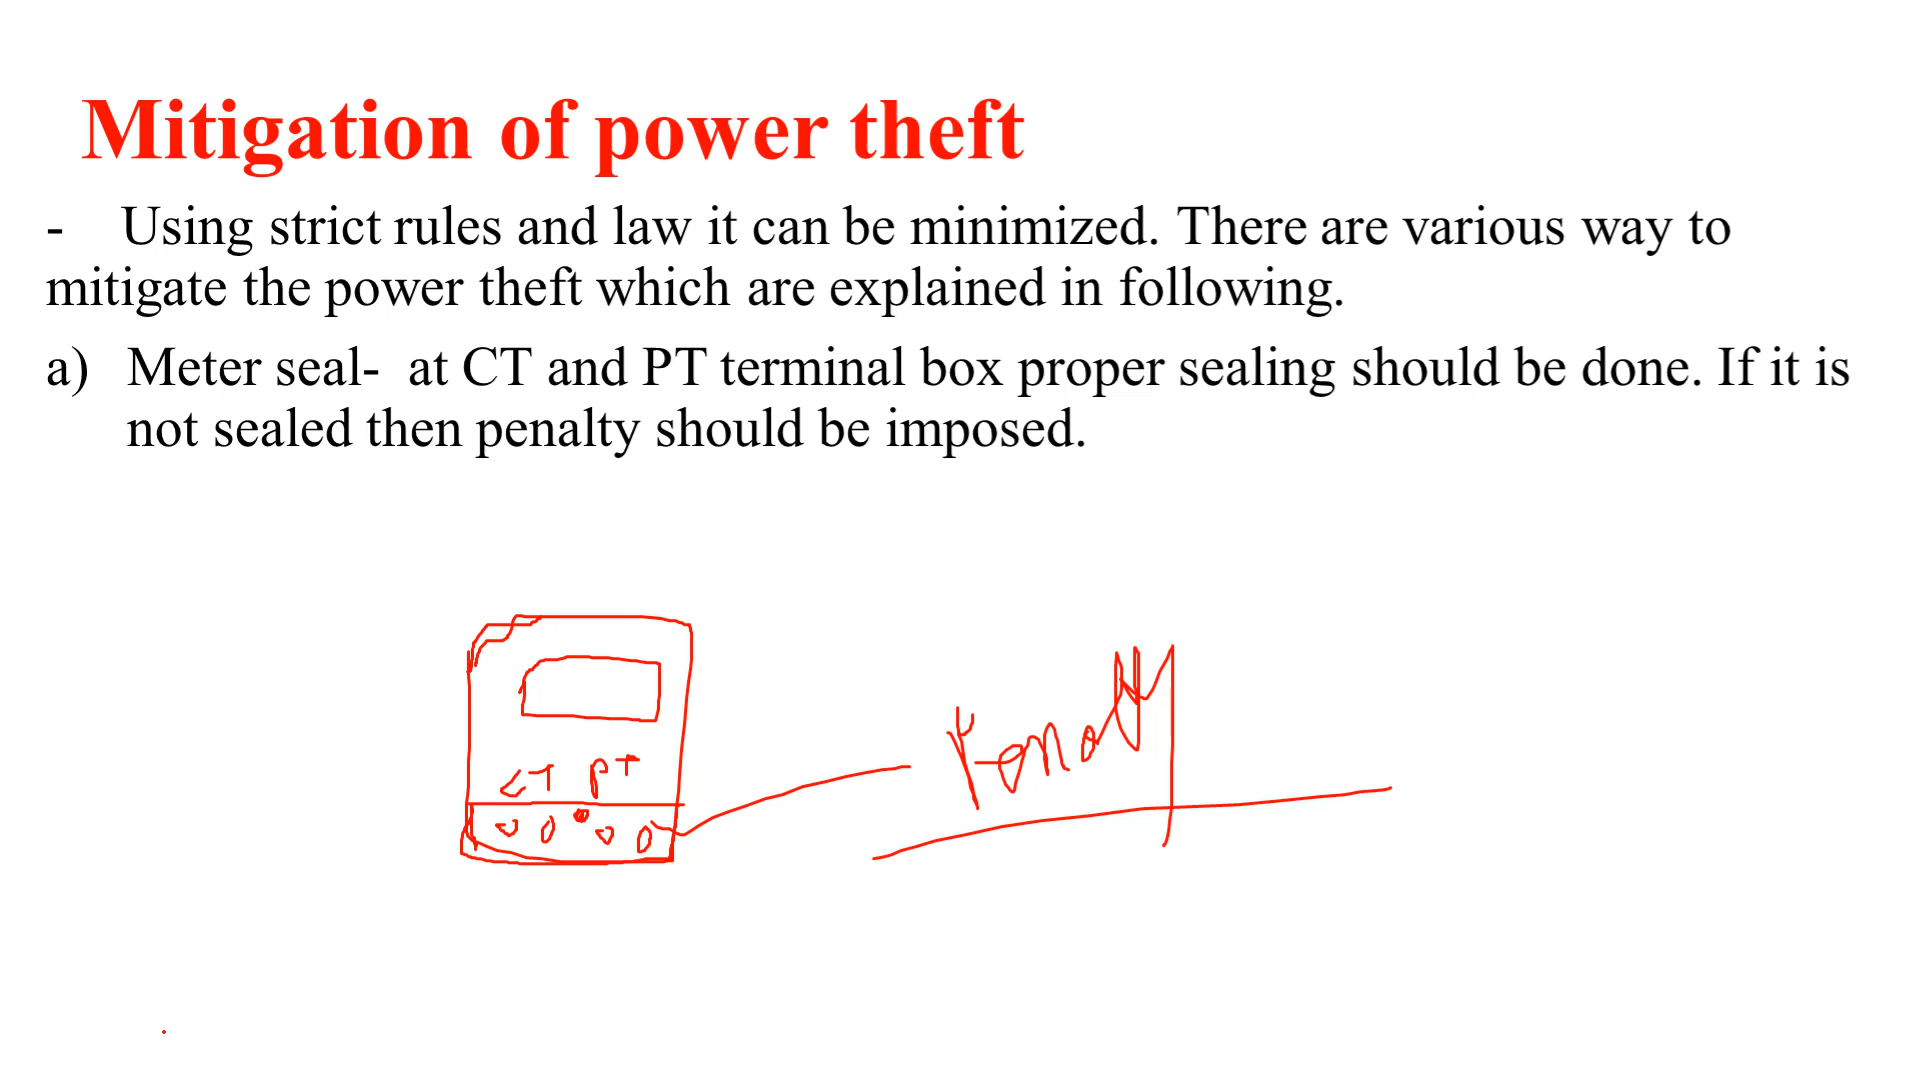 Mitigation of power theft
- Using strict rules and law it can be minimized. There are various way to
mitigate the power theft which are explained in following.
a) Meter seal- at CT and PT terminal box proper sealing should be done. If it is
not sealed then penalty should be imposed.
CT PT
Penalty